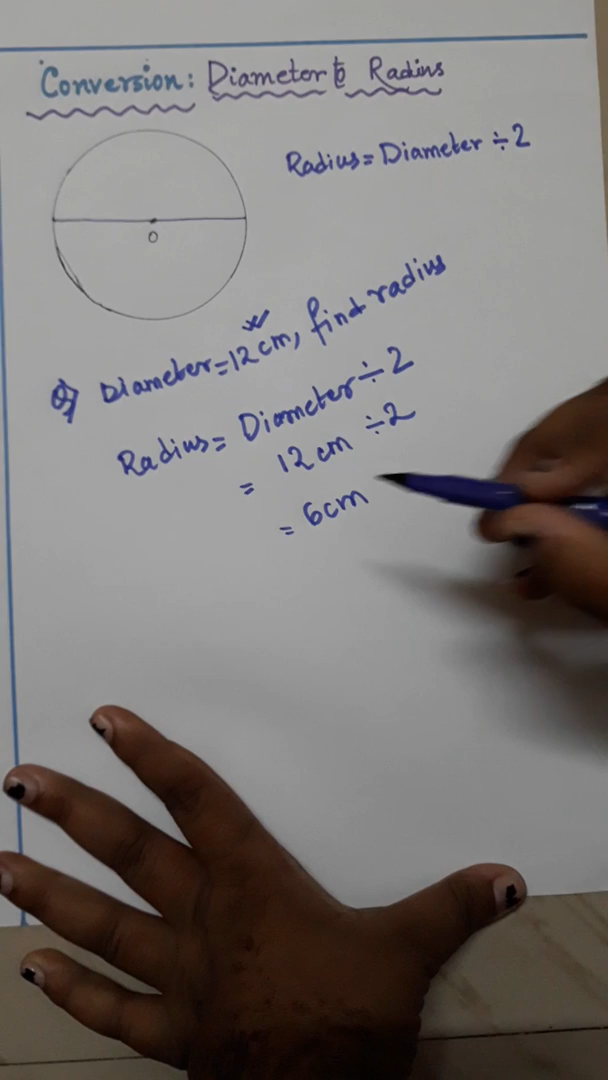 Conversion: Diameter to Radius
Radius = Diameter ÷ 2
O
Q) Diameter = 12 cm, find radius
Radius = Diameter ÷ 2
= 12 cm ÷ 2
= 6cm